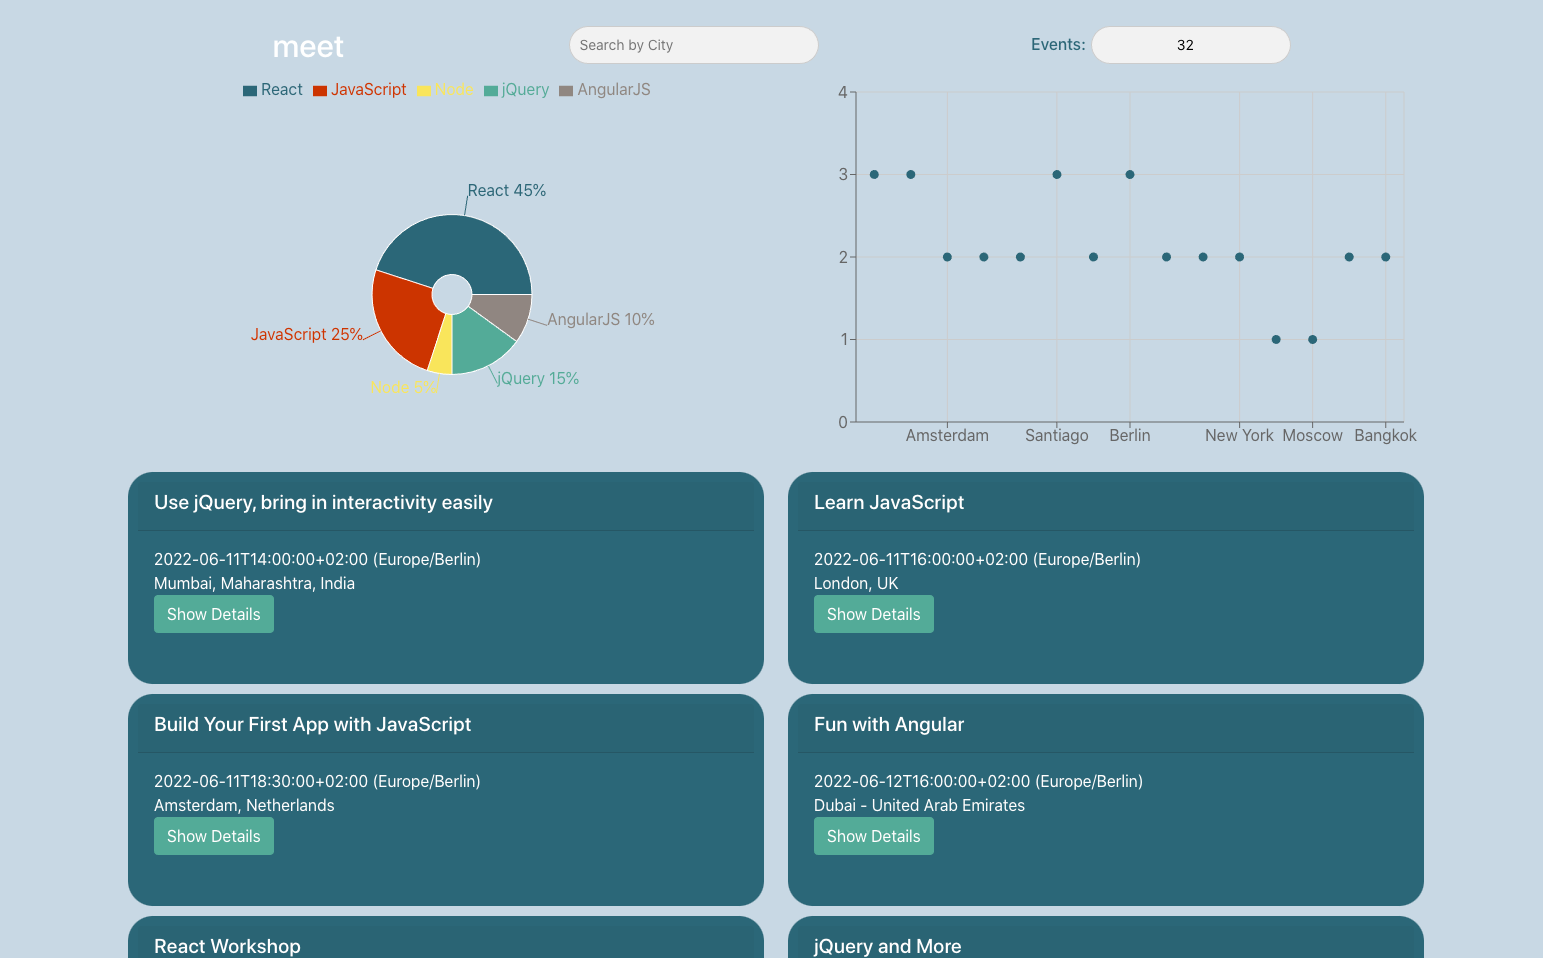 meet
Search by City
Events: 32
React JavaScript Node jQuery AngularJS
React 45%
JavaScript 25%
Node 5%
jQuery 15%
AngularJS 10%
4
3
2
1
0
Amsterdam Santiago Berlin New York Moscow Bangkok
Use jQuery, bring in interactivity easily
2022-06-11T14:00:00+02:00 (Europe/Berlin)
Mumbai, Maharashtra, India
Show Details
Learn JavaScript
2022-06-11T16:00:00+02:00 (Europe/Berlin)
London, UK
Show Details
Build Your First App with JavaScript
2022-06-11T18:30:00+02:00 (Europe/Berlin)
Amsterdam, Netherlands
Show Details
Fun with Angular
2022-06-12T16:00:00+02:00 (Europe/Berlin)
Dubai - United Arab Emirates
Show Details
React Workshop
jQuery and More